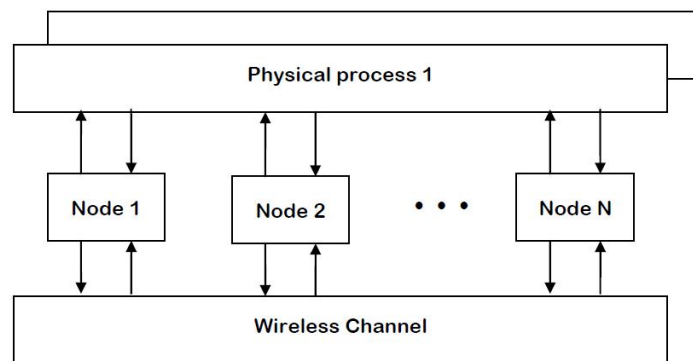 Physical process 1
Node 1
Node 2
• • •
Node N
Wireless Channel